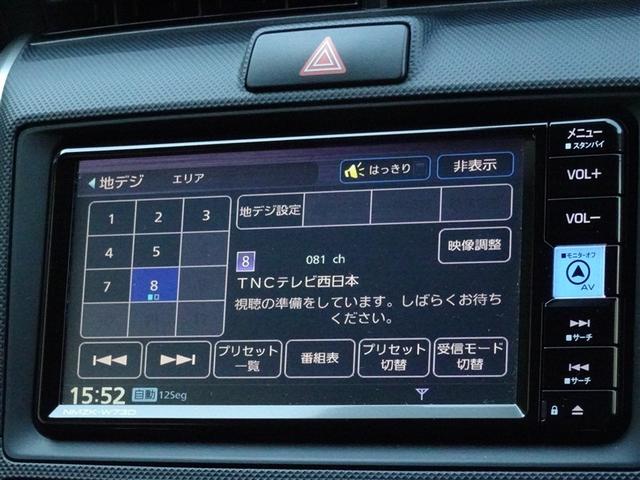 メニュー
■スタンバイ
地デジ エリア
はっきり
非表示
VOL+
1 2 3
地デジ設定
4 5
VOL−
8 081 ch
映像調整
7 8
TNCテレビ西日本
視聴の準備をしています。しばらくお待ち
ください。
■モニターオフ
AV
プリセット
一覧
番組表
プリセット
切替
受信モード
切替
■サーチ
■サーチ
15:52 自動 12Seg
NMZK-W73D